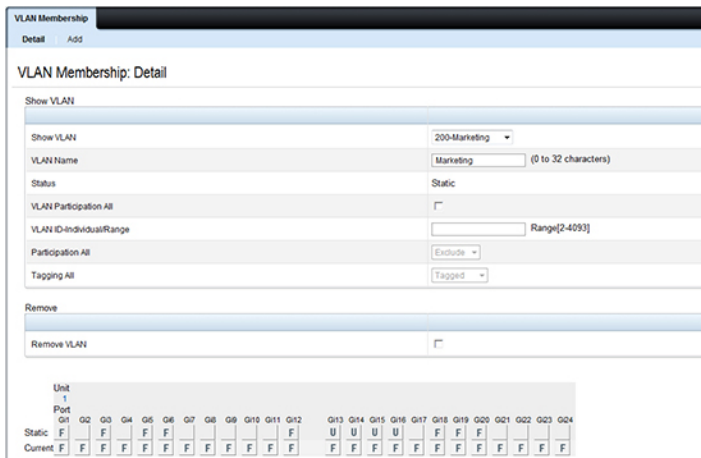 VLAN Membership
Detail Add
VLAN Membership: Detail
Show VLAN
Show VLAN 200-Marketing
VLAN Name Marketing (0 to 32 characters)
Status Static
VLAN Participation All
VLAN ID-Individual/Range Range[2-4093]
Participation All Exclude
Tagging All Tagged
Remove
Remove VLAN
Unit
1
Port
Gi1 Gi2 Gi3 Gi4 Gi5 Gi6 Gi7 Gi8 Gi9 Gi10 Gi11 Gi12 Gi13 Gi14 Gi15 Gi16 Gi17 Gi18 Gi19 Gi20 Gi21 Gi22 Gi23 Gi24
Static F F F F F U U U U F F F
Current F F F F F F F F F F F F F F F F F F F F F F F F